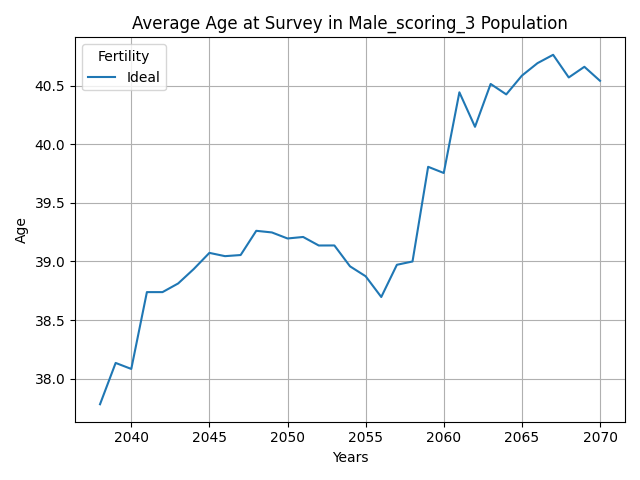 Average Age at Survey in Male_scoring_3 Population
Fertility
Ideal
40.5
40.0
39.5
39.0
38.5
38.0
Age
2040 2045 2050 2055 2060 2065 2070
Years